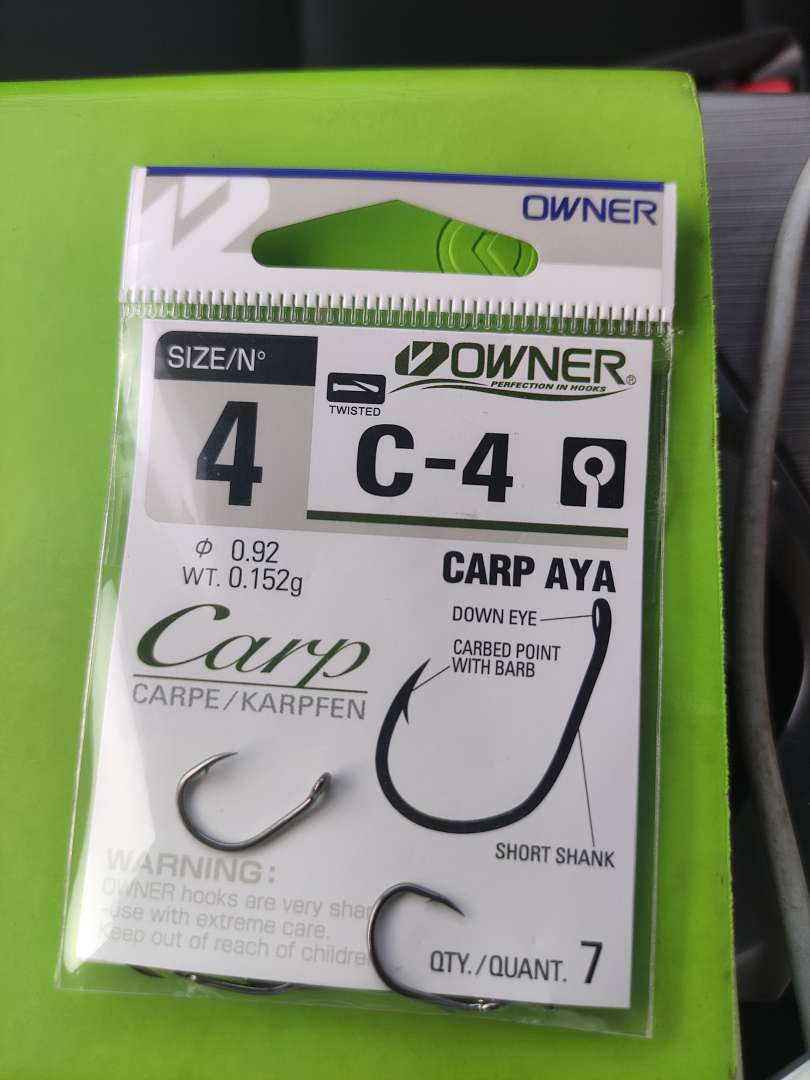 OWNER
SIZE/N°
4
TWISTED
OWNER®
PERFECTION IN HOOKS
C-4
φ 0.92
WT. 0.152g
CARP AYA
DOWN EYE
CARBED POINT
WITH BARB
Carp
CARPE/KARPFEN
SHORT SHANK
WARNING:
OWNER hooks are very shar
use with extreme care.
Keep out of reach of childre
QTY./QUANT. 7